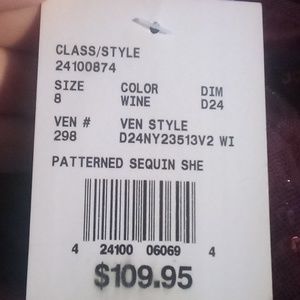 CLASS/STYLE
24100874
SIZE COLOR DIM
8 WINE D24
VEN # VEN STYLE
298 D24NY23513V2 WI
PATTERNED SEQUIN SHE
4 24100 06069 4
$109.95